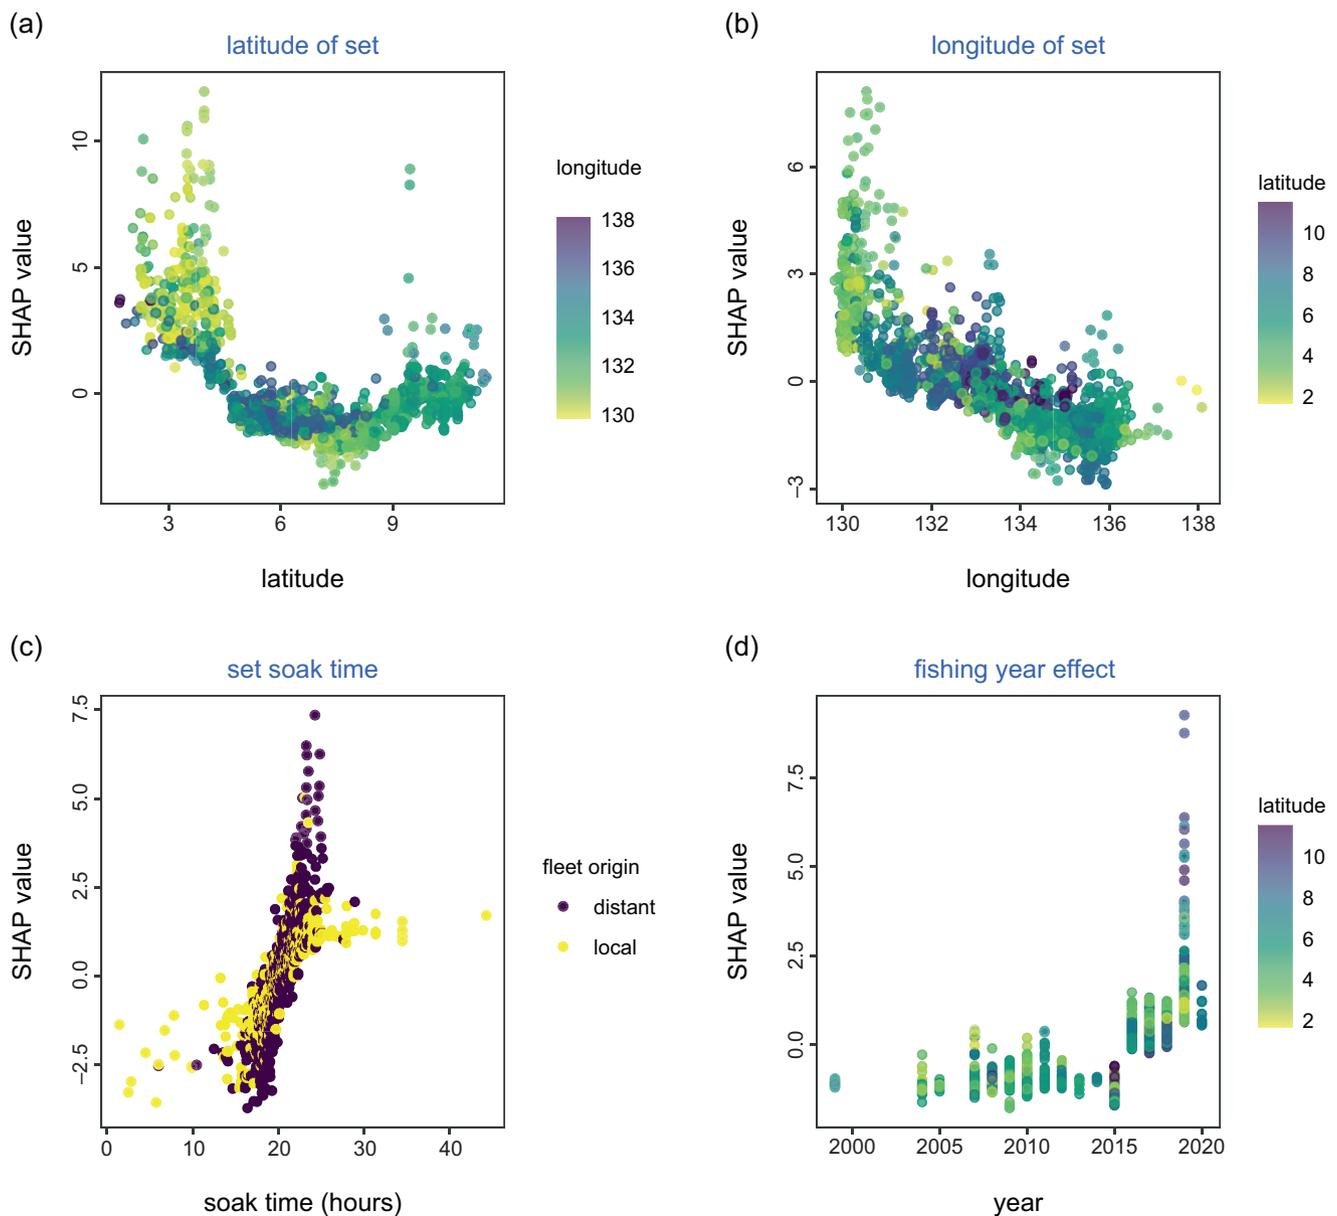 (a)
latitude of set
SHAP value
10
5
0
3 6 9
latitude
longitude
138
136
134
132
130
(b)
longitude of set
SHAP value
6
3
0
−3
130 132 134 136 138
longitude
latitude
10
8
6
4
2
(c)
set soak time
SHAP value
7.5
5.0
2.5
0.0
−2.5
0 10 20 30 40
soak time (hours)
fleet origin
distant
local
(d)
fishing year effect
SHAP value
7.5
5.0
2.5
0.0
2000 2005 2010 2015 2020
year
latitude
10
8
6
4
2